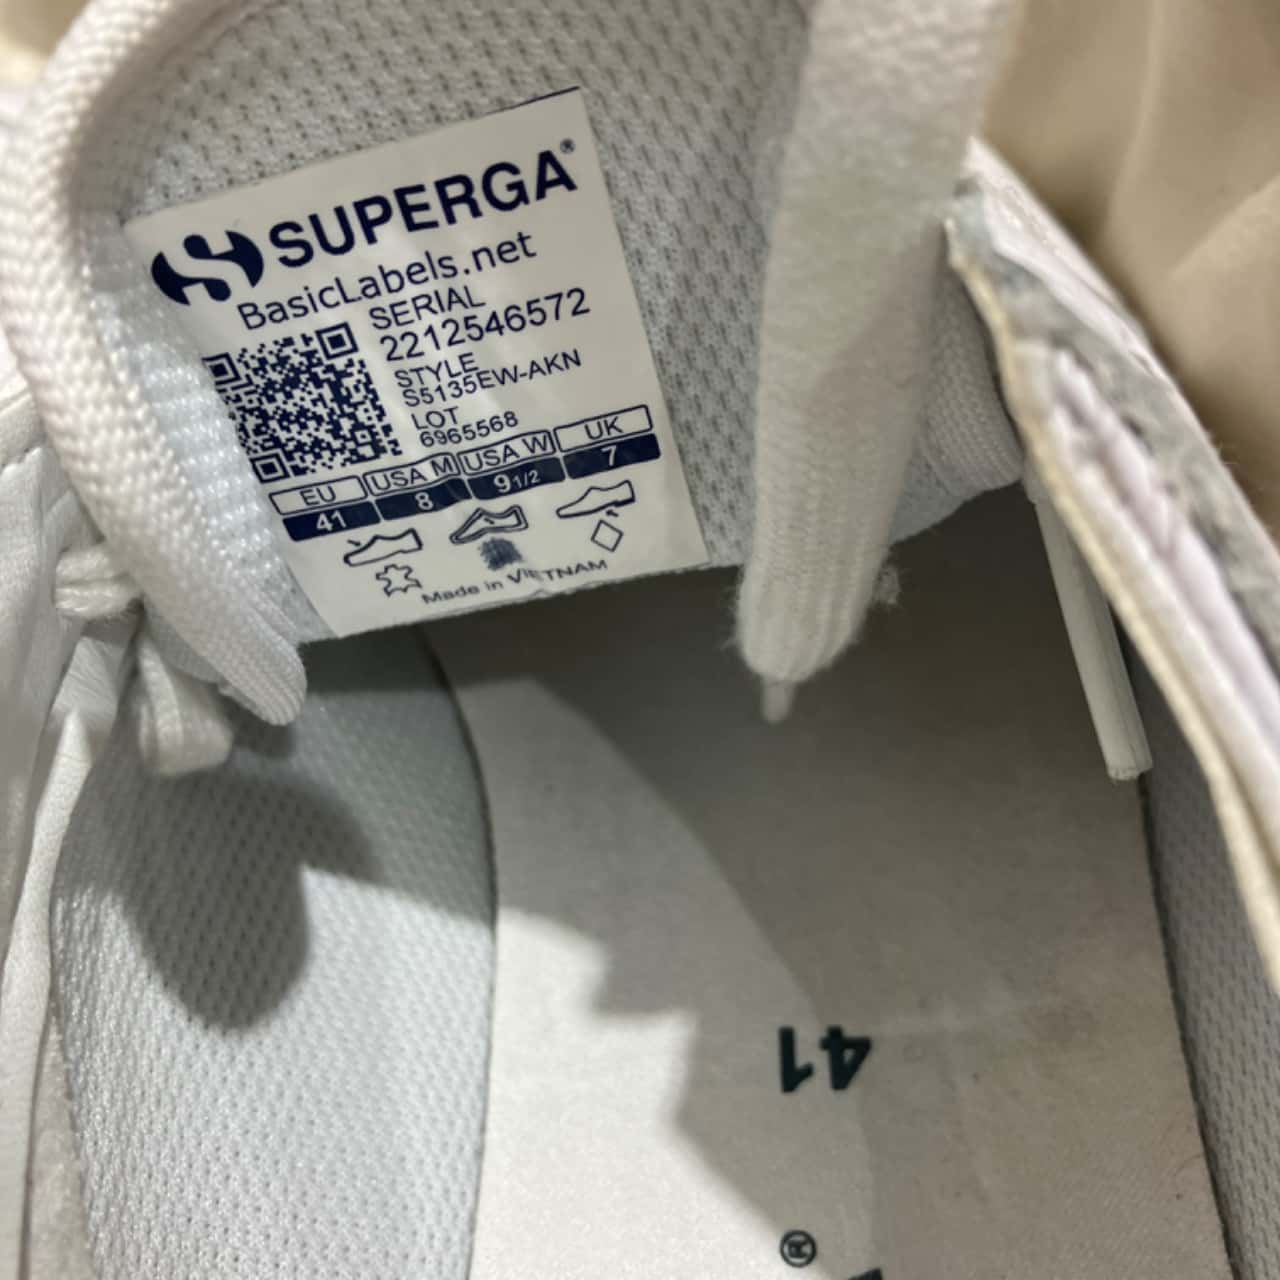 SUPERGA®
BasicLabels.net
SERIAL
2212546572
STYLE
S5135EW-AKN
LOT
6965568
EU USA M USA W UK
41 8 9 1/2 7
Made in VIETNAM
41
®